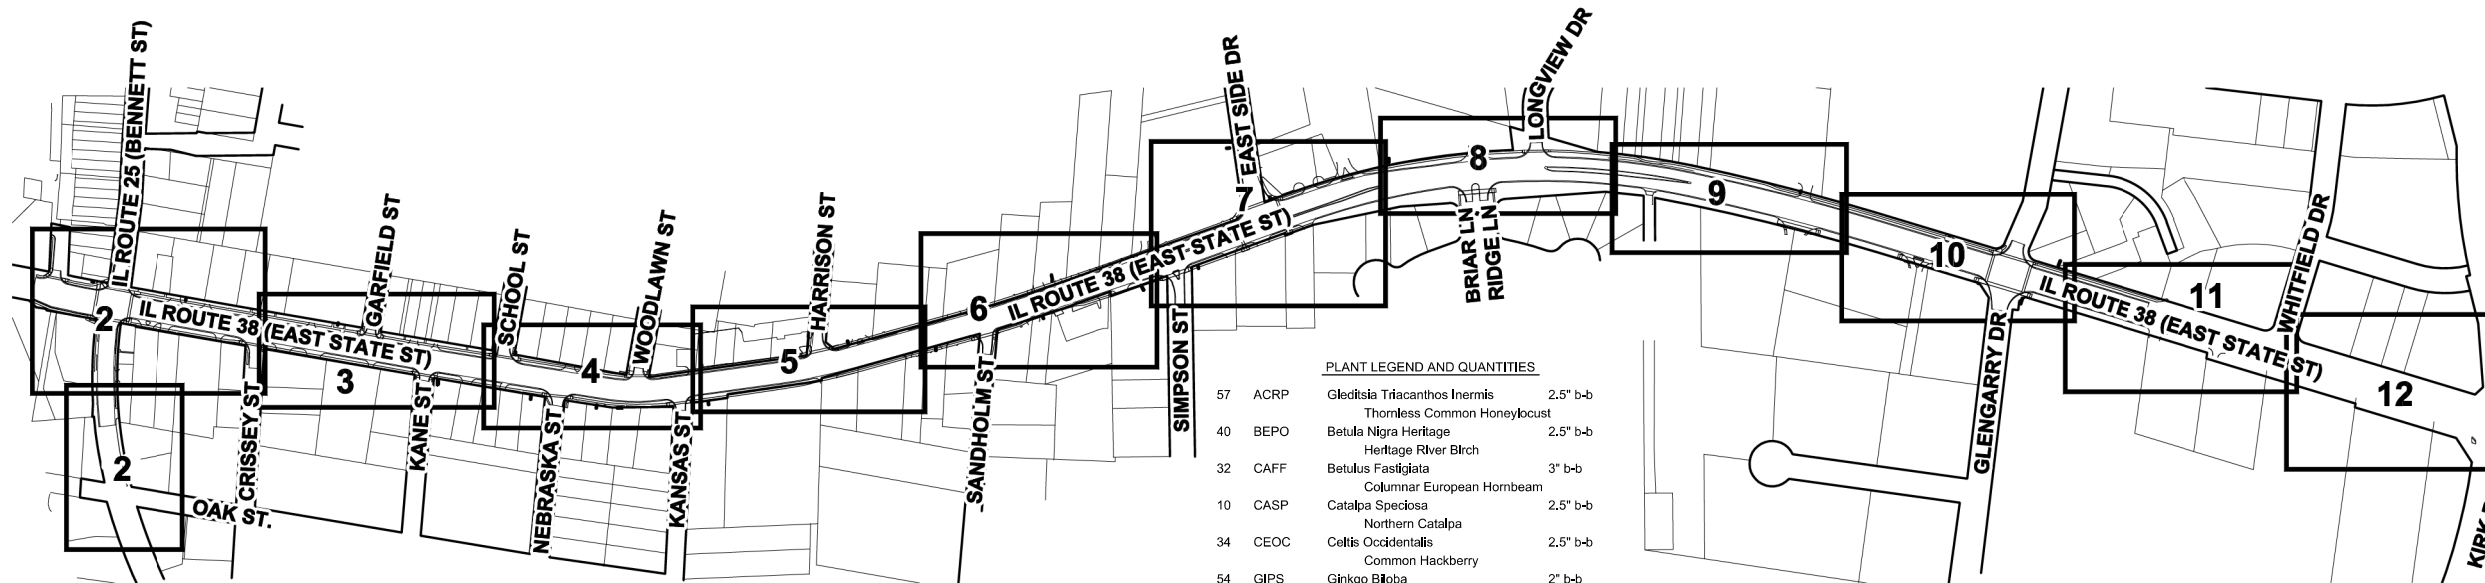 IL ROUTE 25 (BENNETT ST)
GARFIELD ST
SCHOOL ST
WOODLAWN ST
HARRISON ST
EAST SIDE DR
LONGVIEW DR
WHITFIELD DR
2
IL ROUTE 38 (EAST STATE ST)
3
4
5
6
IL ROUTE 38 (EAST STATE ST)
7
8
9
10
IL ROUTE 38 (EAST STATE ST)
11
12
2
OAK ST.
CRISSEY ST
KANE ST
NEBRASKA ST
KANSAS ST
SANDHOLM ST
SIMPSON ST
BRIAR LN
RIDGE LN
GLENGARRY DR
PLANT LEGEND AND QUANTITIES
57 ACRP Gleditsia Triacanthos Inermis 2.5" b-b
Thornless Common Honeylocust
40 BEPO Betula Nigra Heritage 2.5" b-b
Heritage River Birch
32 CAFF Betulus Fastigiata 3" b-b
Columnar European Hornbeam
10 CASP Catalpa Speciosa 2.5" b-b
Northern Catalpa
34 CEOC Celtis Occidentalis 2.5" b-b
Common Hackberry
54 GIPS Ginkgo Biloba 2" b-b